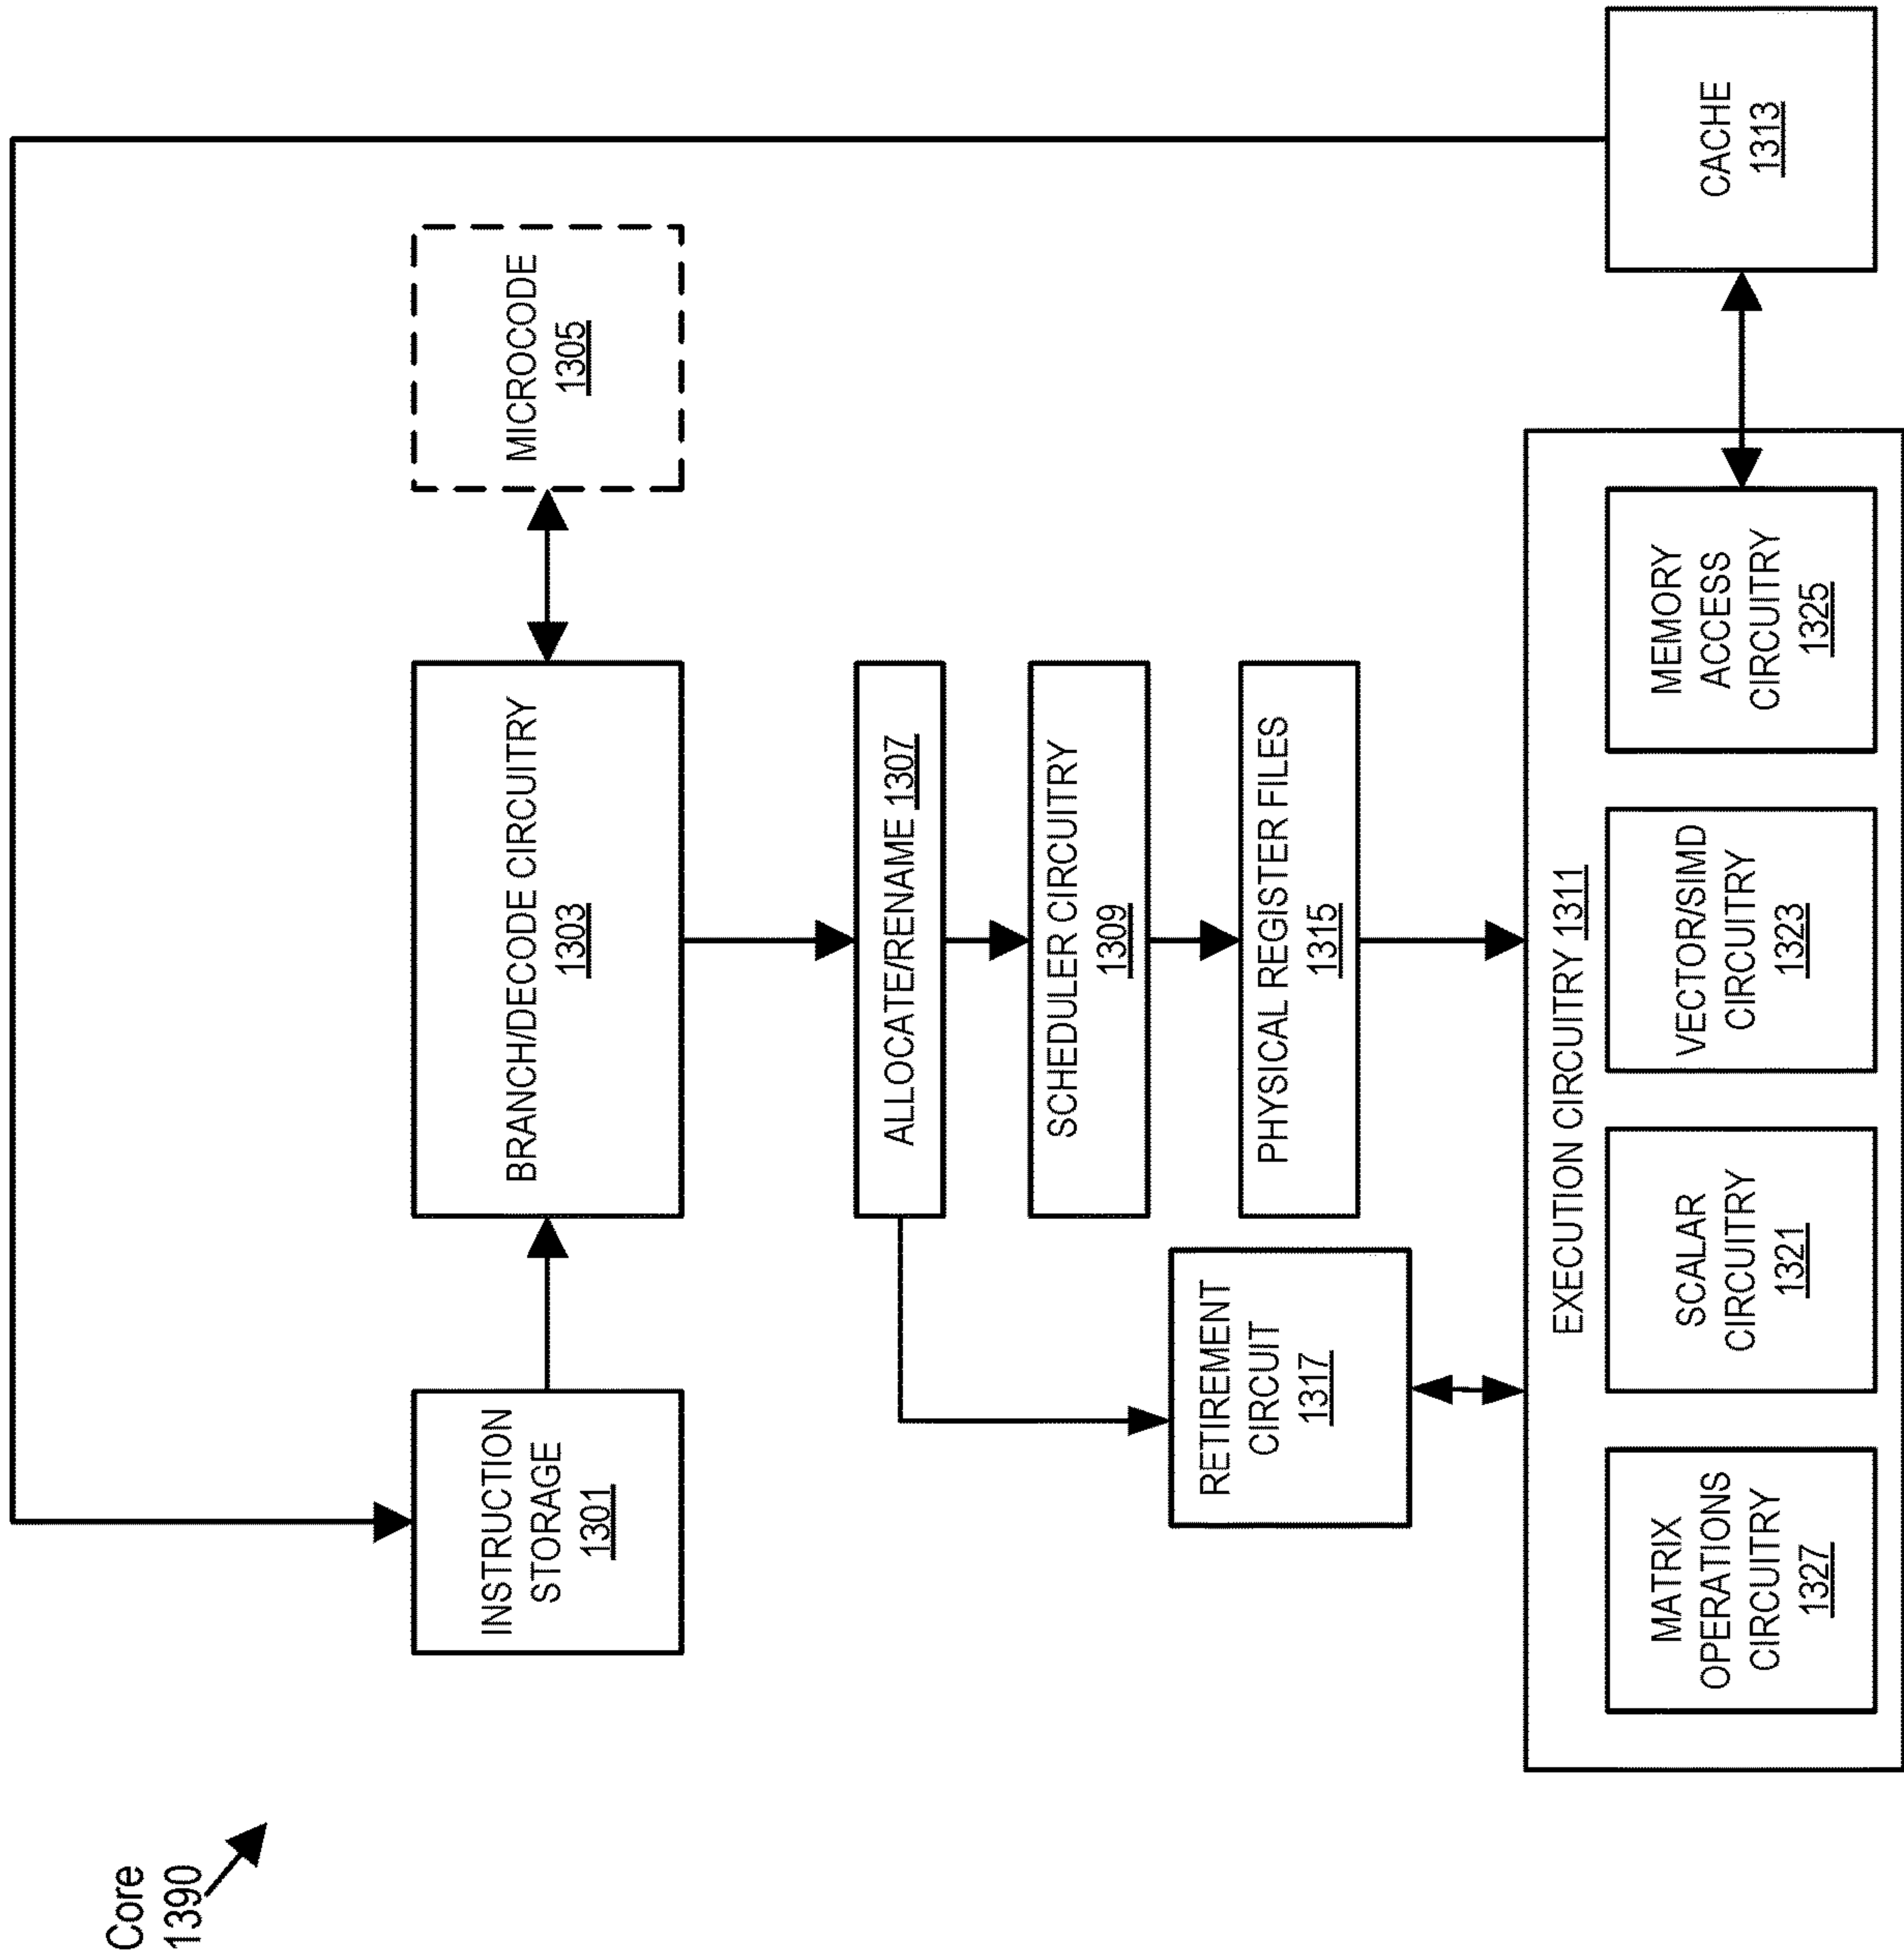 Core
1390
INSTRUCTION
STORAGE
1301
BRANCH/DECODE CIRCUITRY
1303
MICROCODE
1305
ALLOCATE/RENAME 1307
SCHEDULER CIRCUITRY
1309
PHYSICAL REGISTER FILES
1315
RETIREMENT
CIRCUIT
1317
EXECUTION CIRCUITRY 1311
MATRIX
OPERATIONS
CIRCUITRY
1327
SCALAR
CIRCUITRY
1321
VECTOR/SIMD
CIRCUITRY
1323
MEMORY
ACCESS
CIRCUITRY
1325
CACHE
1313